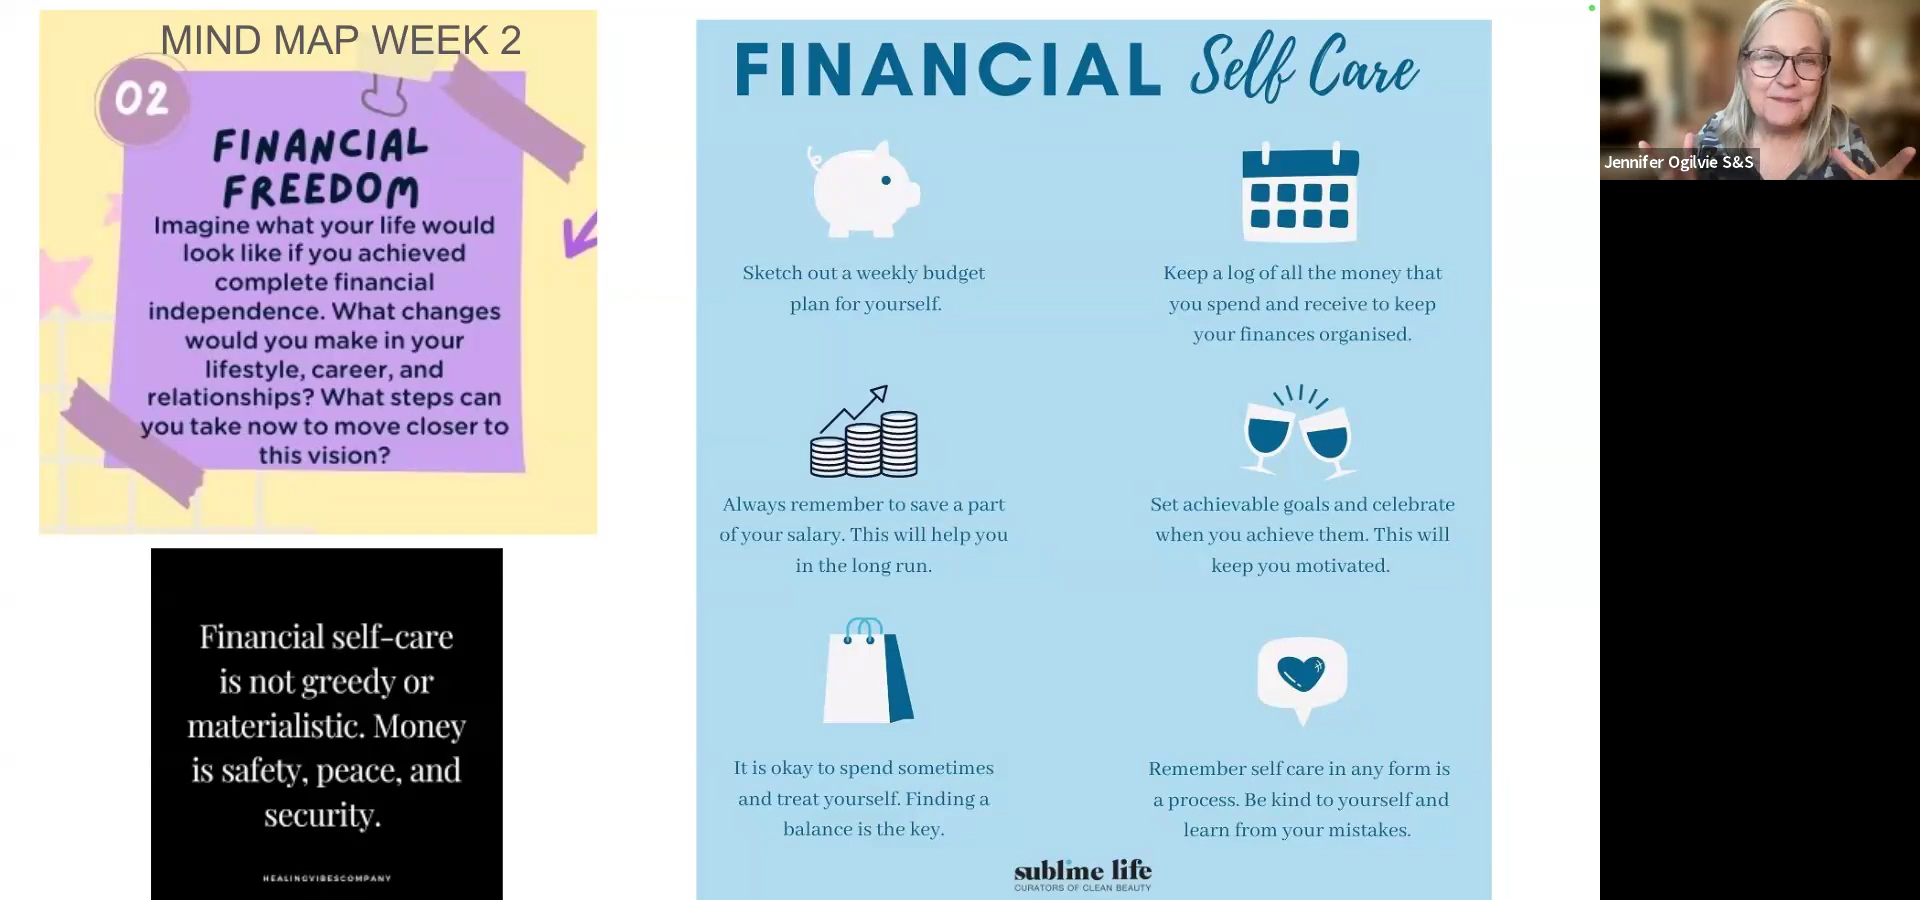 MIND MAP WEEK 2
02
FINANCIAL
FREEDOM
Imagine what your life would
look like if you achieved
complete financial
independence. What changes
would you make in your
lifestyle, career, and
relationships? What steps can
you take now to move closer to
this vision?
Financial self-care
is not greedy or
materialistic. Money
is safety, peace, and
security.
HEALINGVIBESCOMPANY
FINANCIAL Self Care
Sketch out a weekly budget
plan for yourself.
Keep a log of all the money that
you spend and receive to keep
your finances organised.
Always remember to save a part
of your salary. This will help you
in the long run.
Set achievable goals and celebrate
when you achieve them. This will
keep you motivated.
It is okay to spend sometimes
and treat yourself. Finding a
balance is the key.
Remember self care in any form is
a process. Be kind to yourself and
learn from your mistakes.
sublime life
CURATORS OF CLEAN BEAUTY
Jennifer Ogilvie S&S